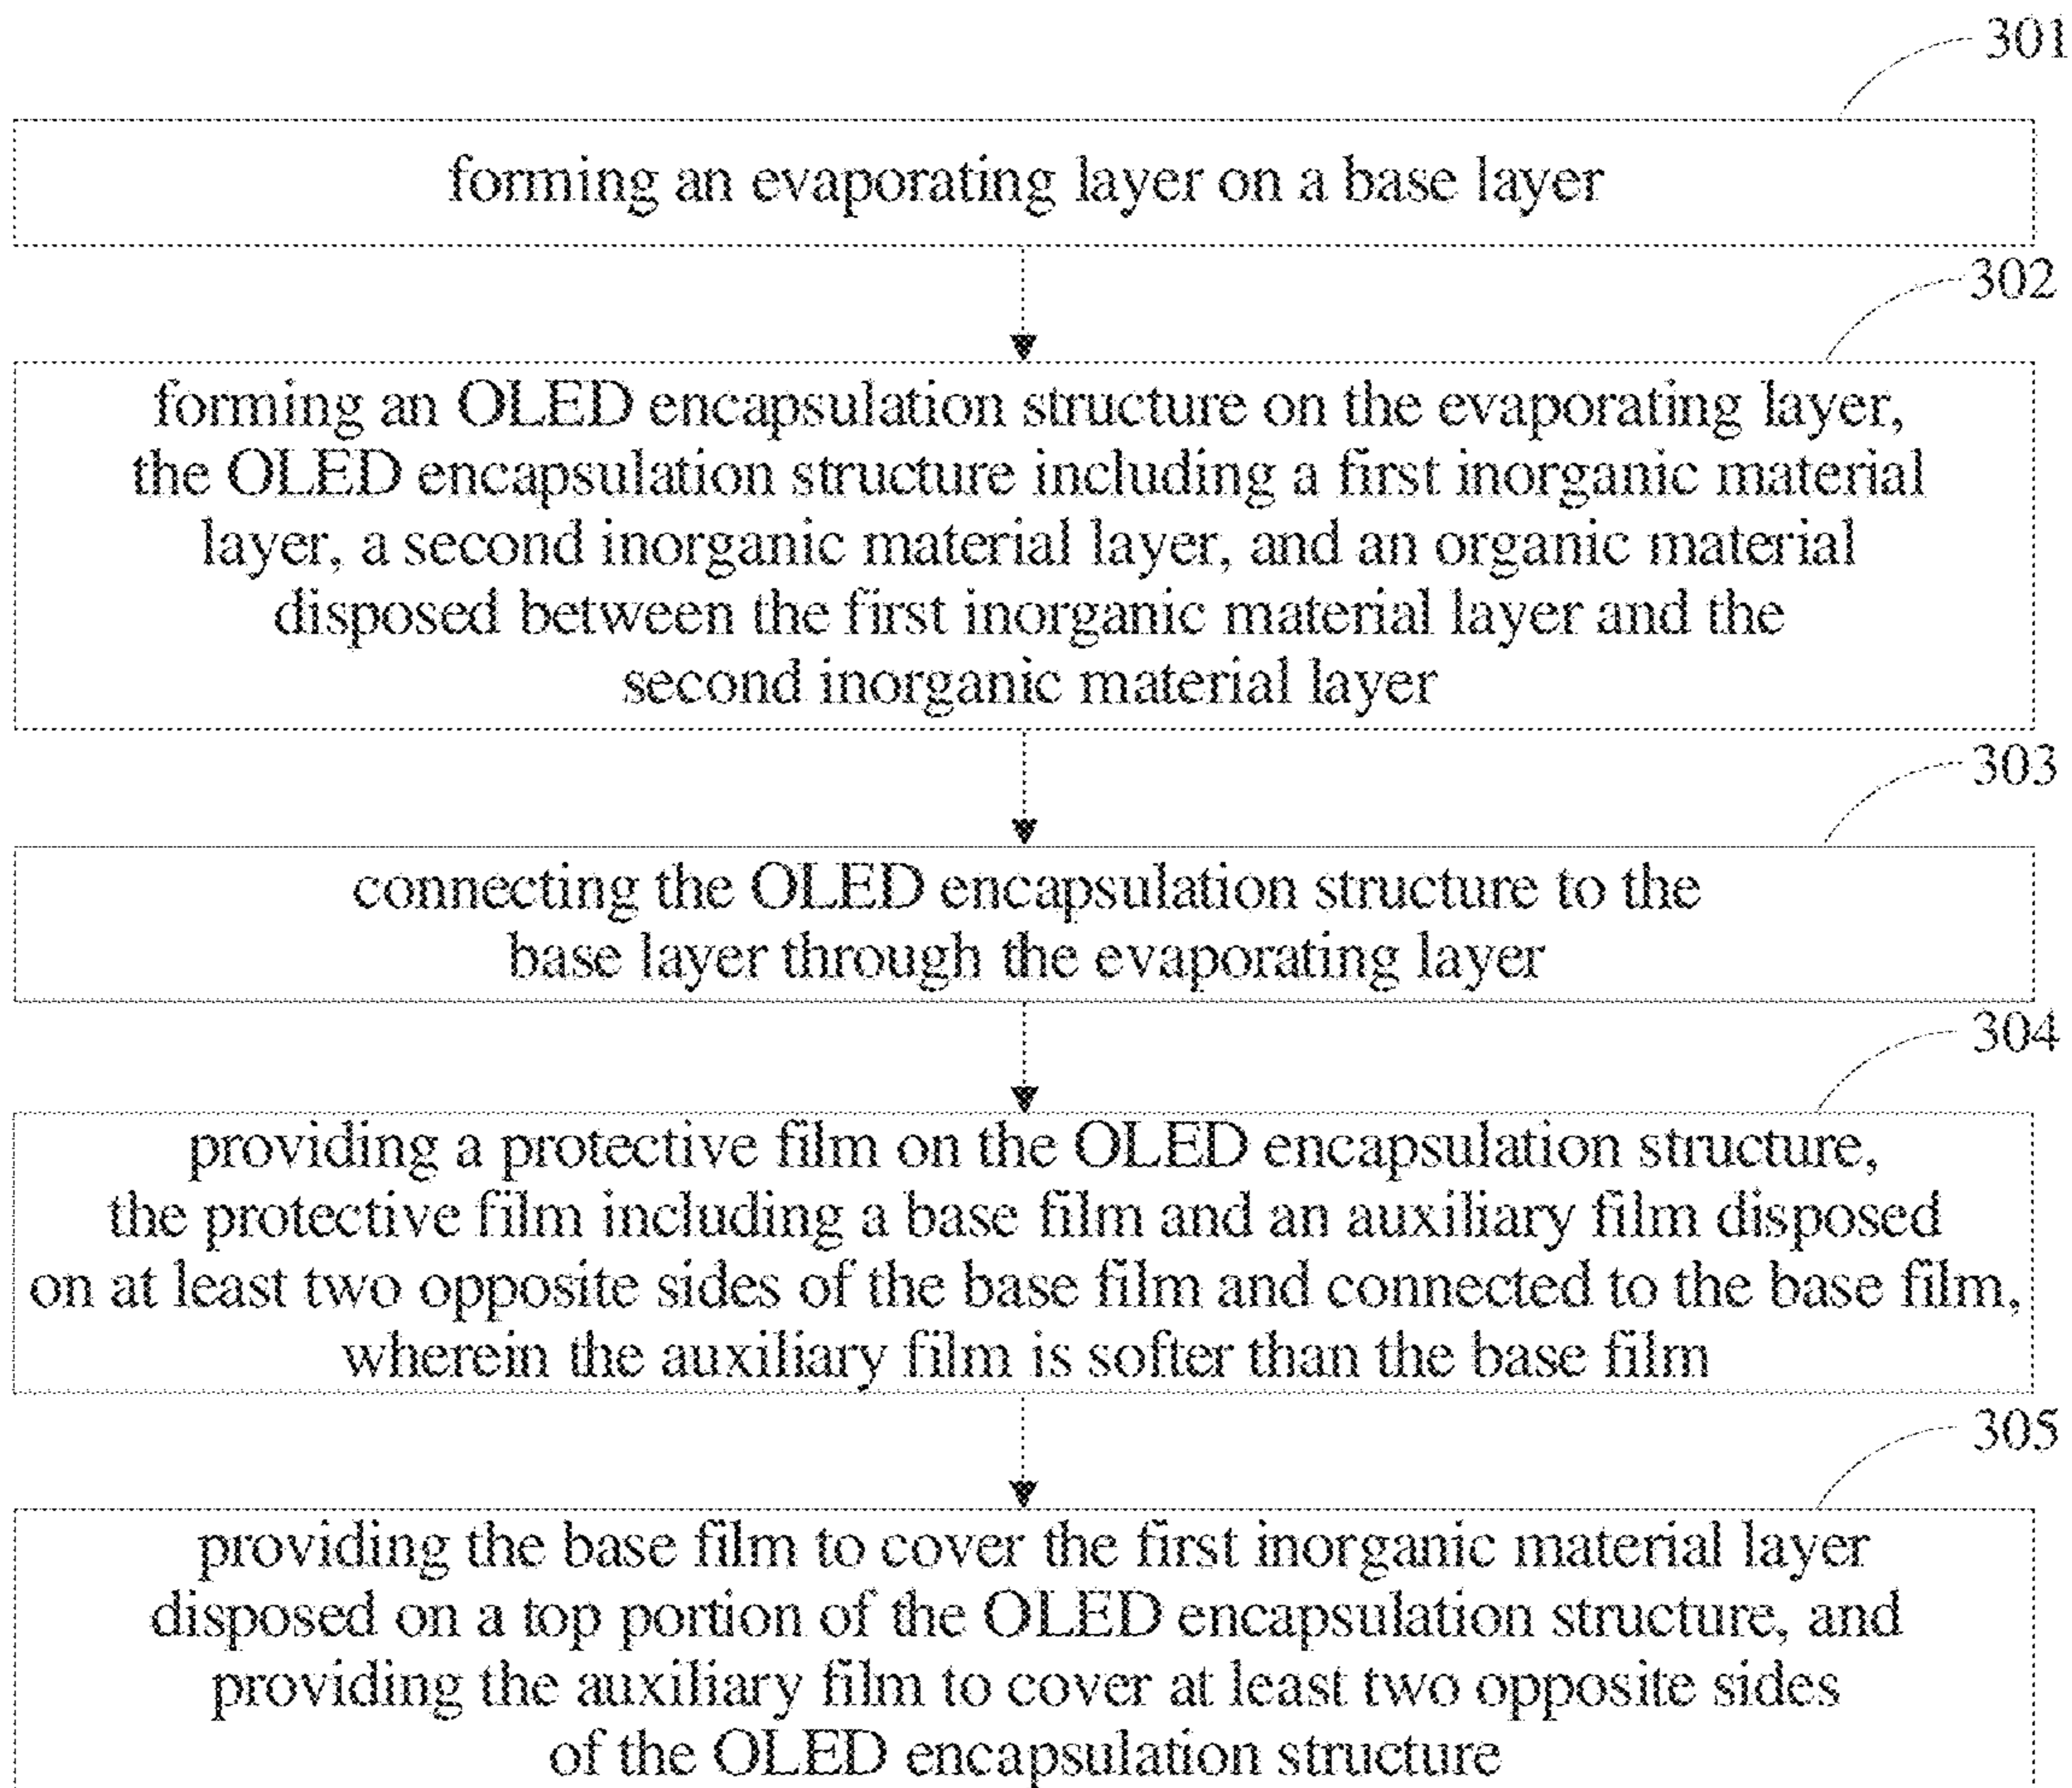 301
forming an evaporating layer on a base layer
302
forming an OLED encapsulation structure on the evaporating layer,
the OLED encapsulation structure including a first inorganic material
layer, a second inorganic material layer, and an organic material
disposed between the first inorganic material layer and the
second inorganic material layer
303
connecting the OLED encapsulation structure to the
base layer through the evaporating layer
304
providing a protective film on the OLED encapsulation structure,
the protective film including a base film and an auxiliary film disposed
on at least two opposite sides of the base film and connected to the base film,
wherein the auxiliary film is softer than the base film
305
providing the base film to cover the first inorganic material layer
disposed on a top portion of the OLED encapsulation structure, and
providing the auxiliary film to cover at least two opposite sides
of the OLED encapsulation structure